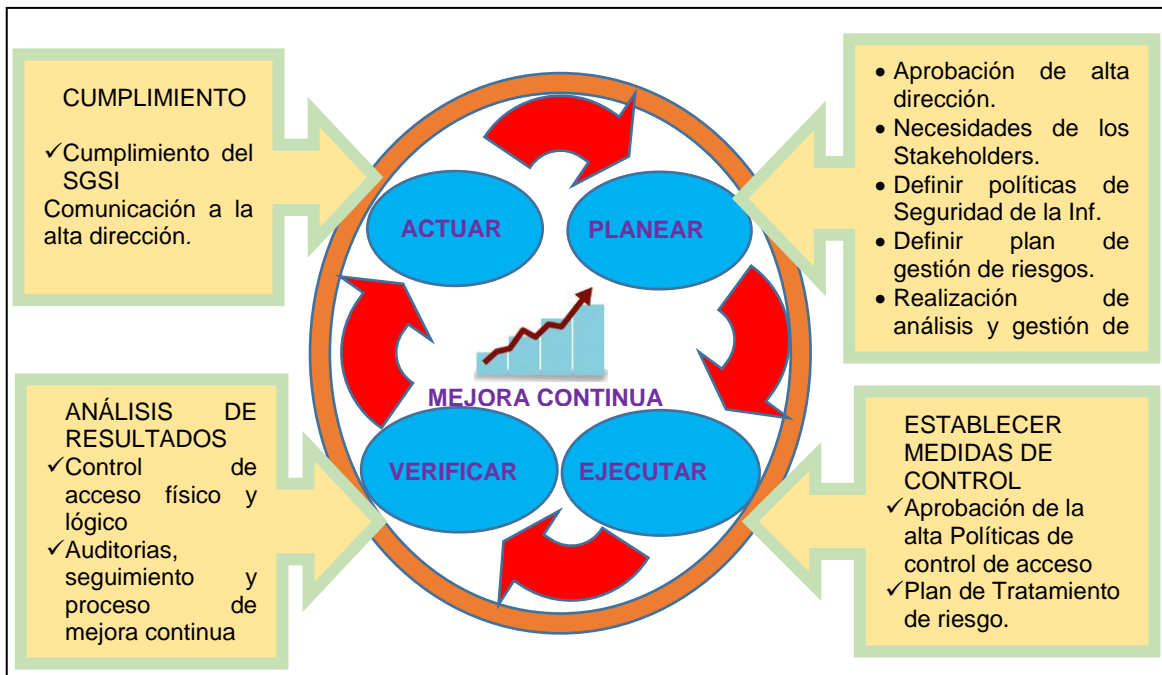 CUMPLIMIENTO
✓Cumplimiento del
SGSI
Comunicación a la
alta dirección.
ACTUAR
PLANEAR
• Aprobación de alta
dirección.
• Necesidades de los
Stakeholders.
• Definir políticas de
Seguridad de la Inf.
• Definir plan de
gestión de riesgos.
• Realización de
análisis y gestión de
MEJORA CONTINUA
ANÁLISIS DE
RESULTADOS
✓Control de
acceso físico y
lógico
✓Auditorias,
seguimiento y
proceso de
mejora continua
VERIFICAR
EJECUTAR
ESTABLECER
MEDIDAS DE
CONTROL
✓Aprobación de la
alta Políticas de
control de acceso
✓Plan de Tratamiento
de riesgo.